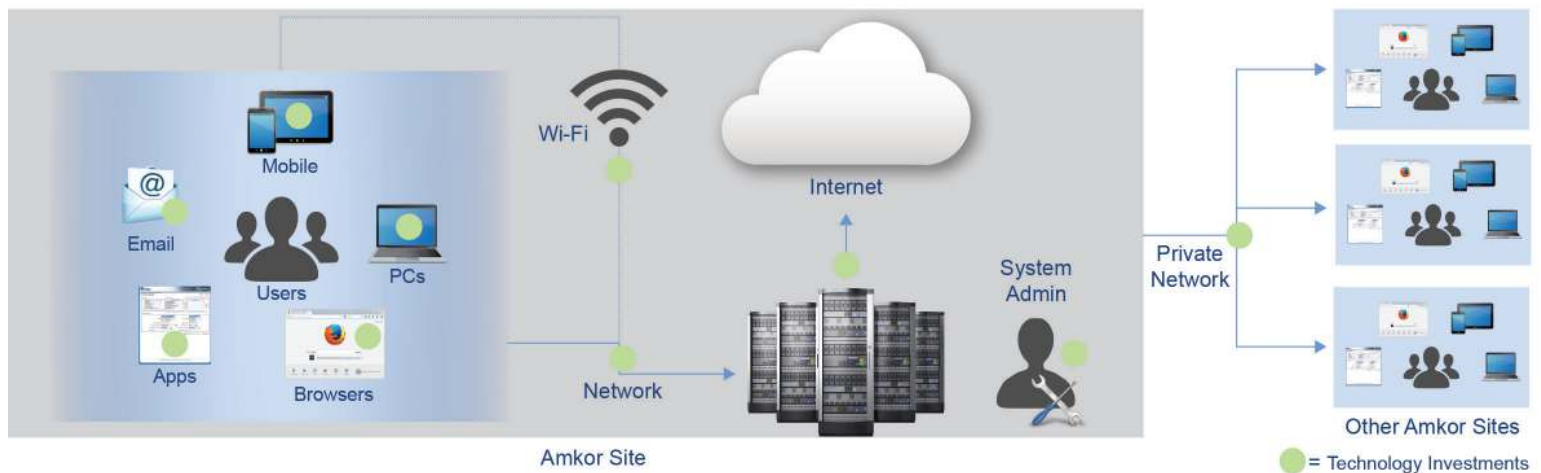 Mobile
Email
Users
PCs
Apps
Browsers
Wi-Fi
Network
Internet
System
Admin
Amkor Site
Private
Network
Other Amkor Sites
= Technology Investments